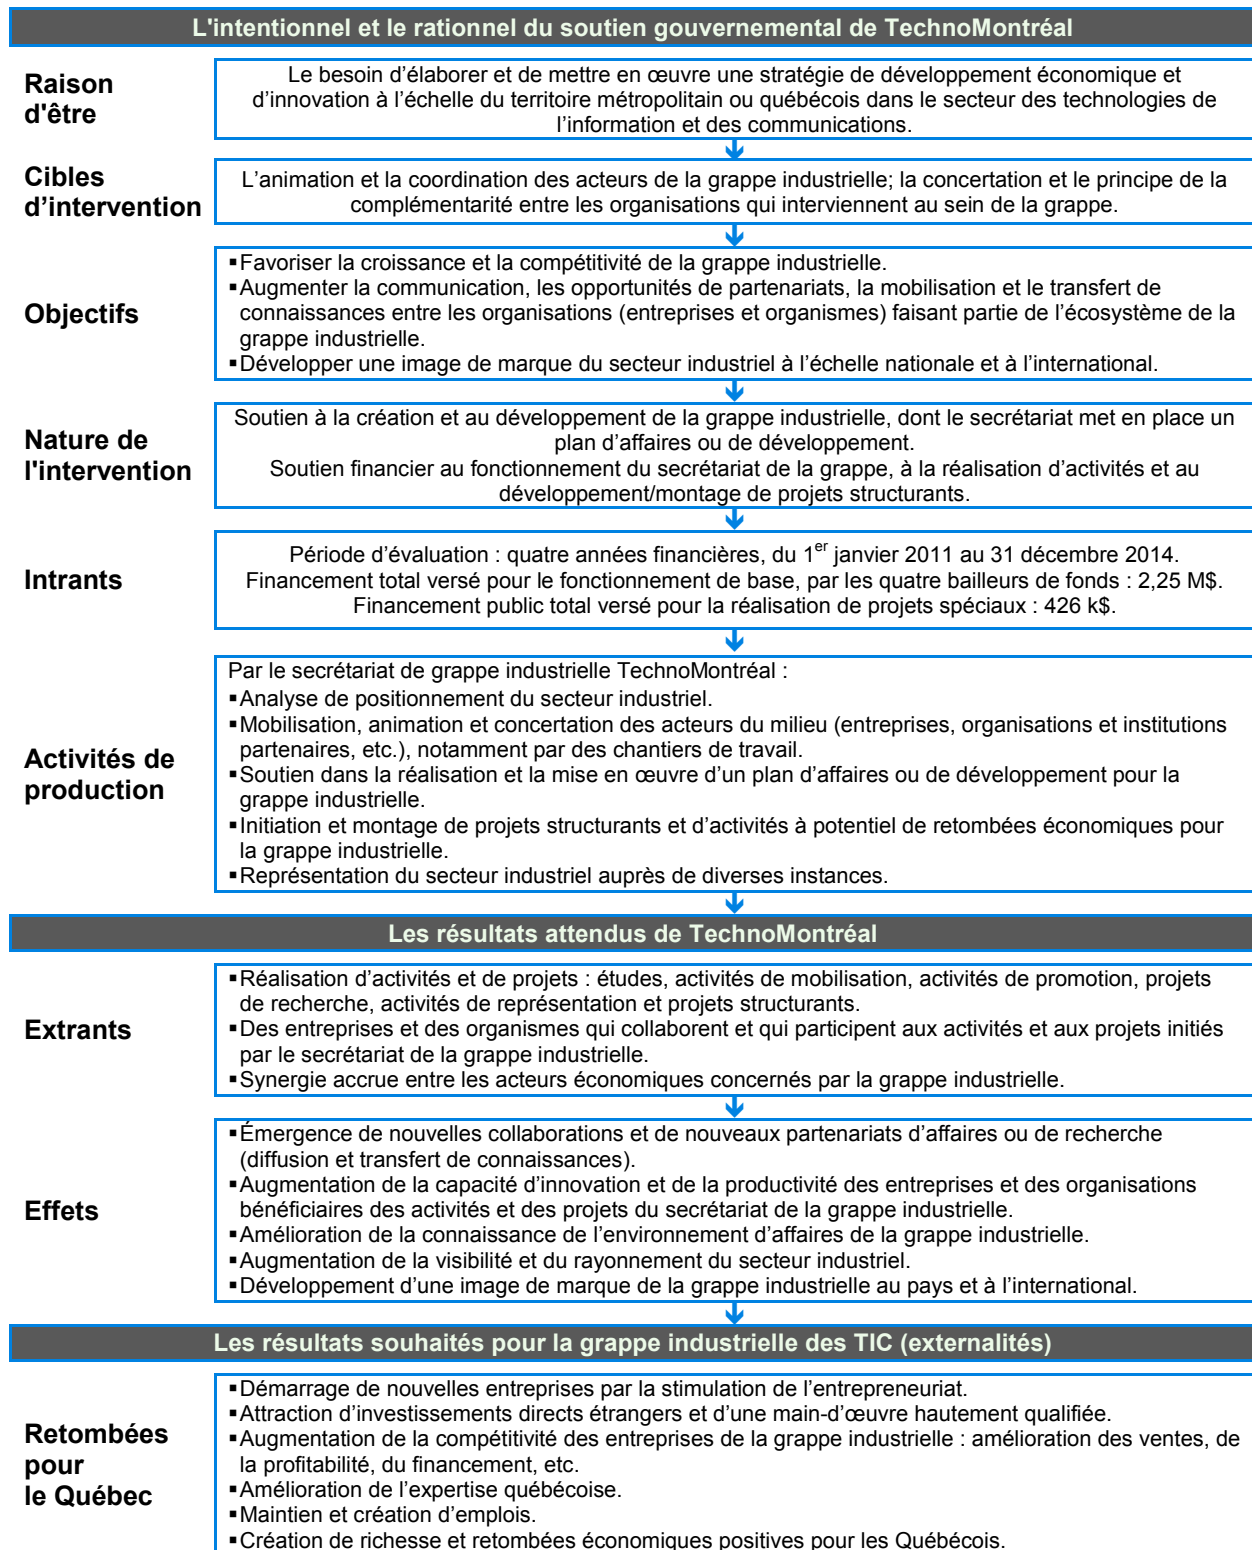 L'intentionnel et le rationnel du soutien gouvernemental de TechnoMontréal
Raison
d'être
Le besoin d’élaborer et de mettre en œuvre une stratégie de développement économique et
d’innovation à l’échelle du territoire métropolitain ou québécois dans le secteur des technologies de
l’information et des communications.
Cibles
d’intervention
L’animation et la coordination des acteurs de la grappe industrielle; la concertation et le principe de la
complémentarité entre les organisations qui interviennent au sein de la grappe.
Objectifs
▪Favoriser la croissance et la compétitivité de la grappe industrielle.
▪Augmenter la communication, les opportunités de partenariats, la mobilisation et le transfert de
connaissances entre les organisations (entreprises et organismes) faisant partie de l’écosystème de la
grappe industrielle.
▪Développer une image de marque du secteur industriel à l’échelle nationale et à l’international.
Nature de
l'intervention
Soutien à la création et au développement de la grappe industrielle, dont le secrétariat met en place un
plan d’affaires ou de développement.
Soutien financier au fonctionnement du secrétariat de la grappe, à la réalisation d’activités et au
développement/montage de projets structurants.
Intrants
Période d’évaluation : quatre années financières, du 1er janvier 2011 au 31 décembre 2014.
Financement total versé pour le fonctionnement de base, par les quatre bailleurs de fonds : 2,25 M$.
Financement public total versé pour la réalisation de projets spéciaux : 426 k$.
Activités de
production
Par le secrétariat de grappe industrielle TechnoMontréal :
▪Analyse de positionnement du secteur industriel.
▪Mobilisation, animation et concertation des acteurs du milieu (entreprises, organisations et institutions
partenaires, etc.), notamment par des chantiers de travail.
▪Soutien dans la réalisation et la mise en œuvre d’un plan d’affaires ou de développement pour la
grappe industrielle.
▪Initiation et montage de projets structurants et d’activités à potentiel de retombées économiques pour
la grappe industrielle.
▪Représentation du secteur industriel auprès de diverses instances.
Les résultats attendus de TechnoMontréal
Extrants
▪Réalisation d’activités et de projets : études, activités de mobilisation, activités de promotion, projets
de recherche, activités de représentation et projets structurants.
▪Des entreprises et des organismes qui collaborent et qui participent aux activités et aux projets initiés
par le secrétariat de la grappe industrielle.
▪Synergie accrue entre les acteurs économiques concernés par la grappe industrielle.
Effets
▪Émergence de nouvelles collaborations et de nouveaux partenariats d’affaires ou de recherche
(diffusion et transfert de connaissances).
▪Augmentation de la capacité d’innovation et de la productivité des entreprises et des organisations
bénéficiaires des activités et des projets du secrétariat de la grappe industrielle.
▪Amélioration de la connaissance de l’environnement d’affaires de la grappe industrielle.
▪Augmentation de la visibilité et du rayonnement du secteur industriel.
▪Développement d’une image de marque de la grappe industrielle au pays et à l’international.
Les résultats souhaités pour la grappe industrielle des TIC (externalités)
Retombées
pour
le Québec
▪Démarrage de nouvelles entreprises par la stimulation de l’entrepreneuriat.
▪Attraction d’investissements directs étrangers et d’une main-d’œuvre hautement qualifiée.
▪Augmentation de la compétitivité des entreprises de la grappe industrielle : amélioration des ventes, de
la profitabilité, du financement, etc.
▪Amélioration de l’expertise québécoise.
▪Maintien et création d’emplois.
▪Création de richesse et retombées économiques positives pour les Québécois.